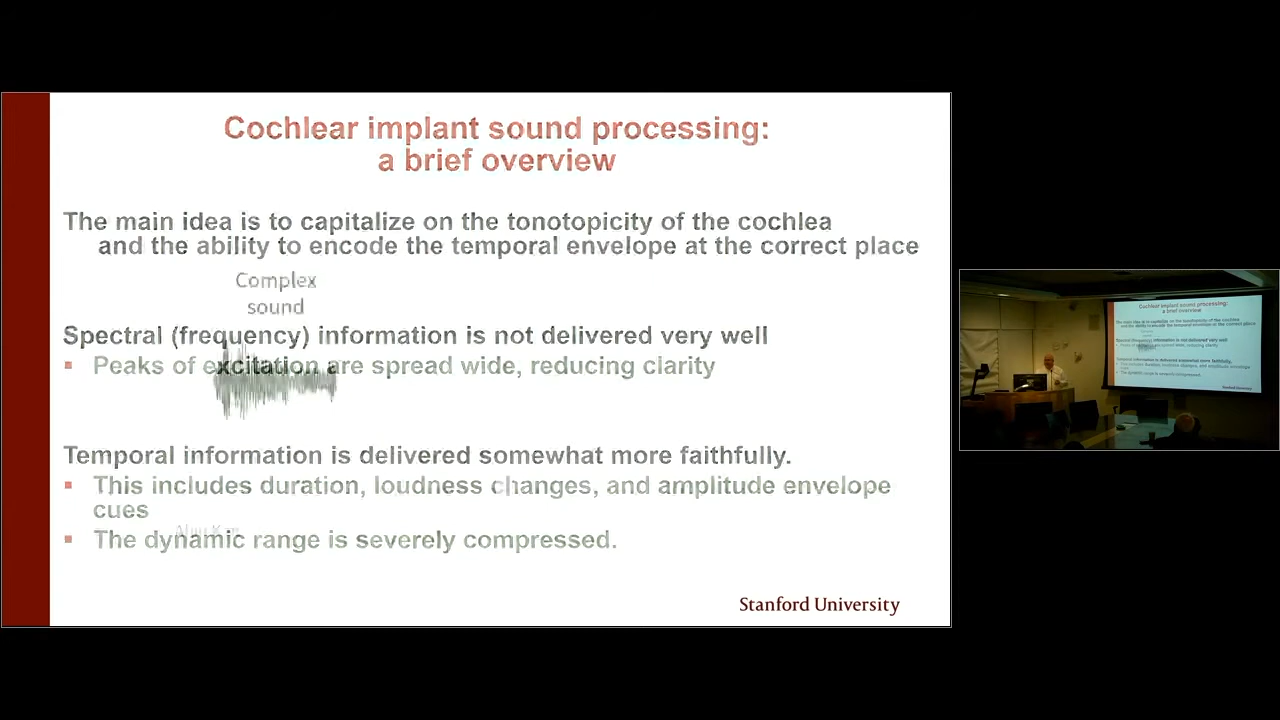 Cochlear implant sound processing:
a brief overview
The main idea is to capitalize on the tonotopicity of the cochlea
and the ability to encode the temporal envelope at the correct place
Complex
sound
Spectral (frequency) information is not delivered very well
▪ Peaks of excitation are spread wide, reducing clarity
Temporal information is delivered somewhat more faithfully.
▪ This includes duration, loudness changes, and amplitude envelope
cues
▪ The dynamic range is severely compressed.
Stanford University